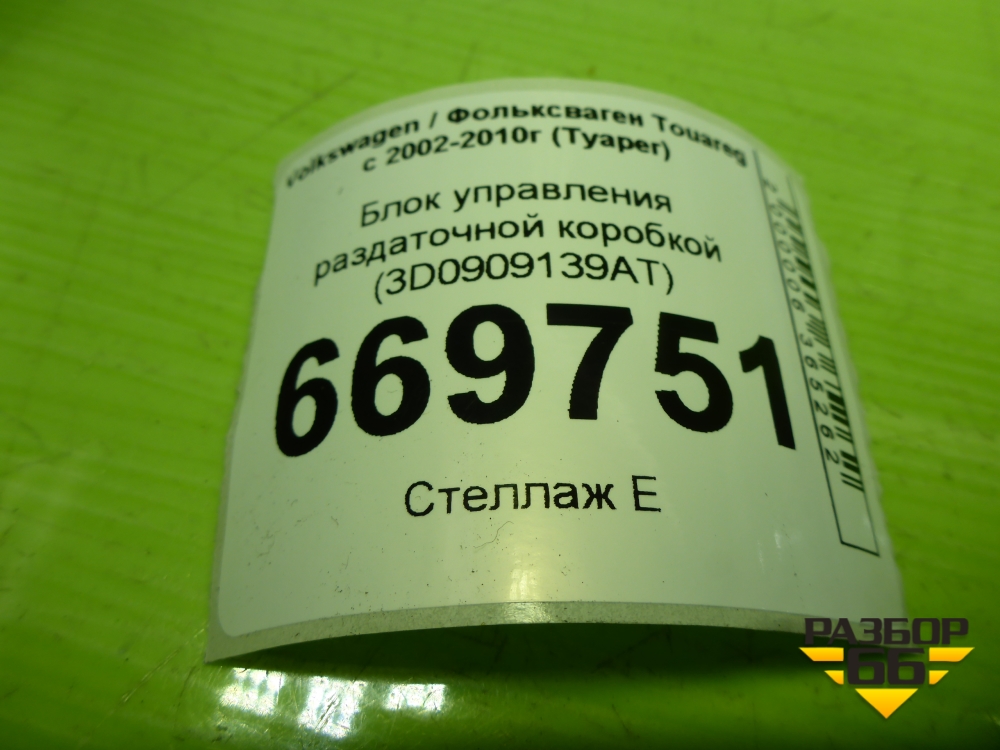 Volkswagen / Фольксваген Touareg
с 2002-2010г (Туарег)
Блок управления
раздаточной коробкой
(3D0909139AT)
669751
Стеллаж Е
РАЗБОР
66